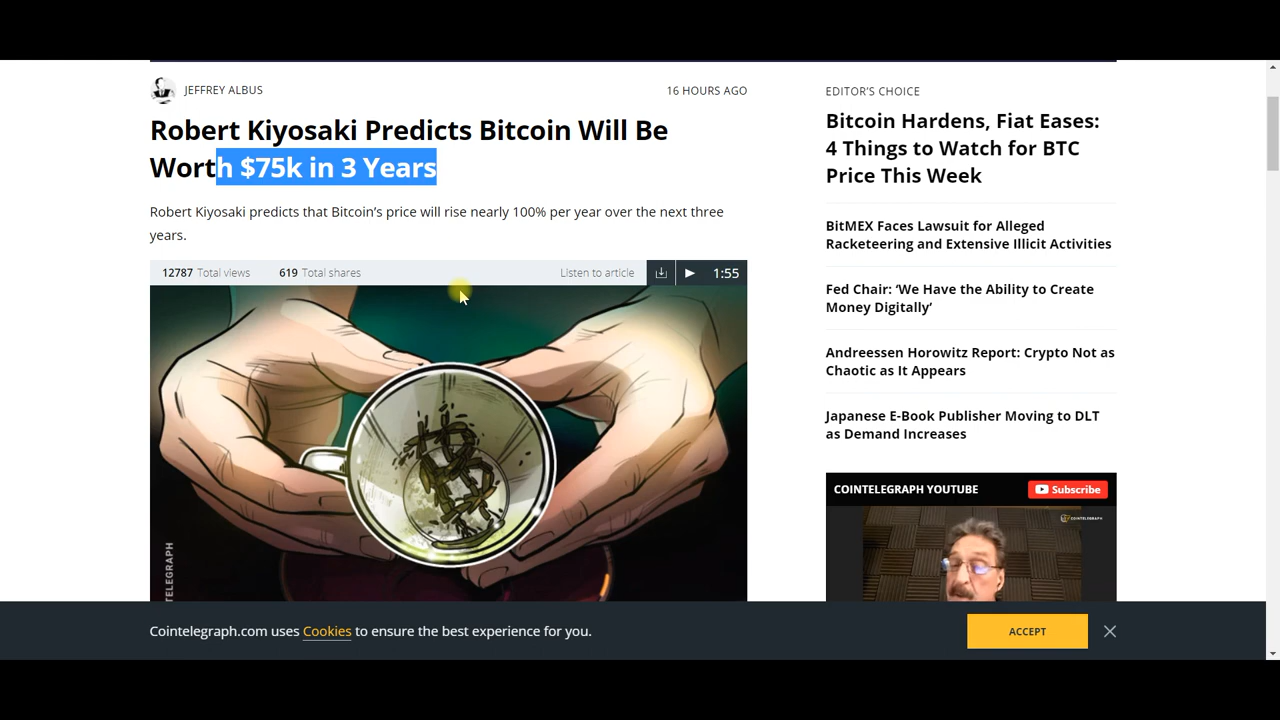 JEFFREY ALBUS
16 HOURS AGO
Robert Kiyosaki Predicts Bitcoin Will Be
Worth $75k in 3 Years
Robert Kiyosaki predicts that Bitcoin’s price will rise nearly 100% per year over the next three
years.
12787 Total views 619 Total shares Listen to article 1:55
TELEGRAPH
EDITOR’S CHOICE
Bitcoin Hardens, Fiat Eases:
4 Things to Watch for BTC
Price This Week
BitMEX Faces Lawsuit for Alleged
Racketeering and Extensive Illicit Activities
Fed Chair: ‘We Have the Ability to Create
Money Digitally’
Andreessen Horowitz Report: Crypto Not as
Chaotic as It Appears
Japanese E-Book Publisher Moving to DLT
as Demand Increases
COINTELEGRAPH YOUTUBE Subscribe
COINTELEGRAPH
Cointelegraph.com uses Cookies to ensure the best experience for you.
ACCEPT